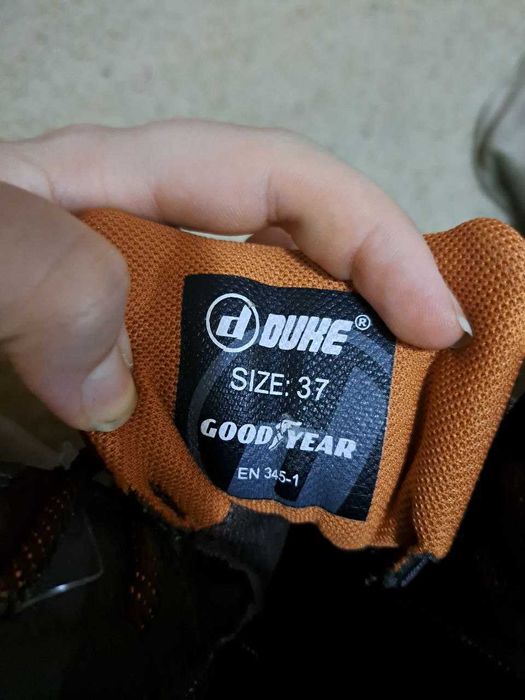 d DUKE®
SIZE: 37
GOODYEAR
EN 345-1